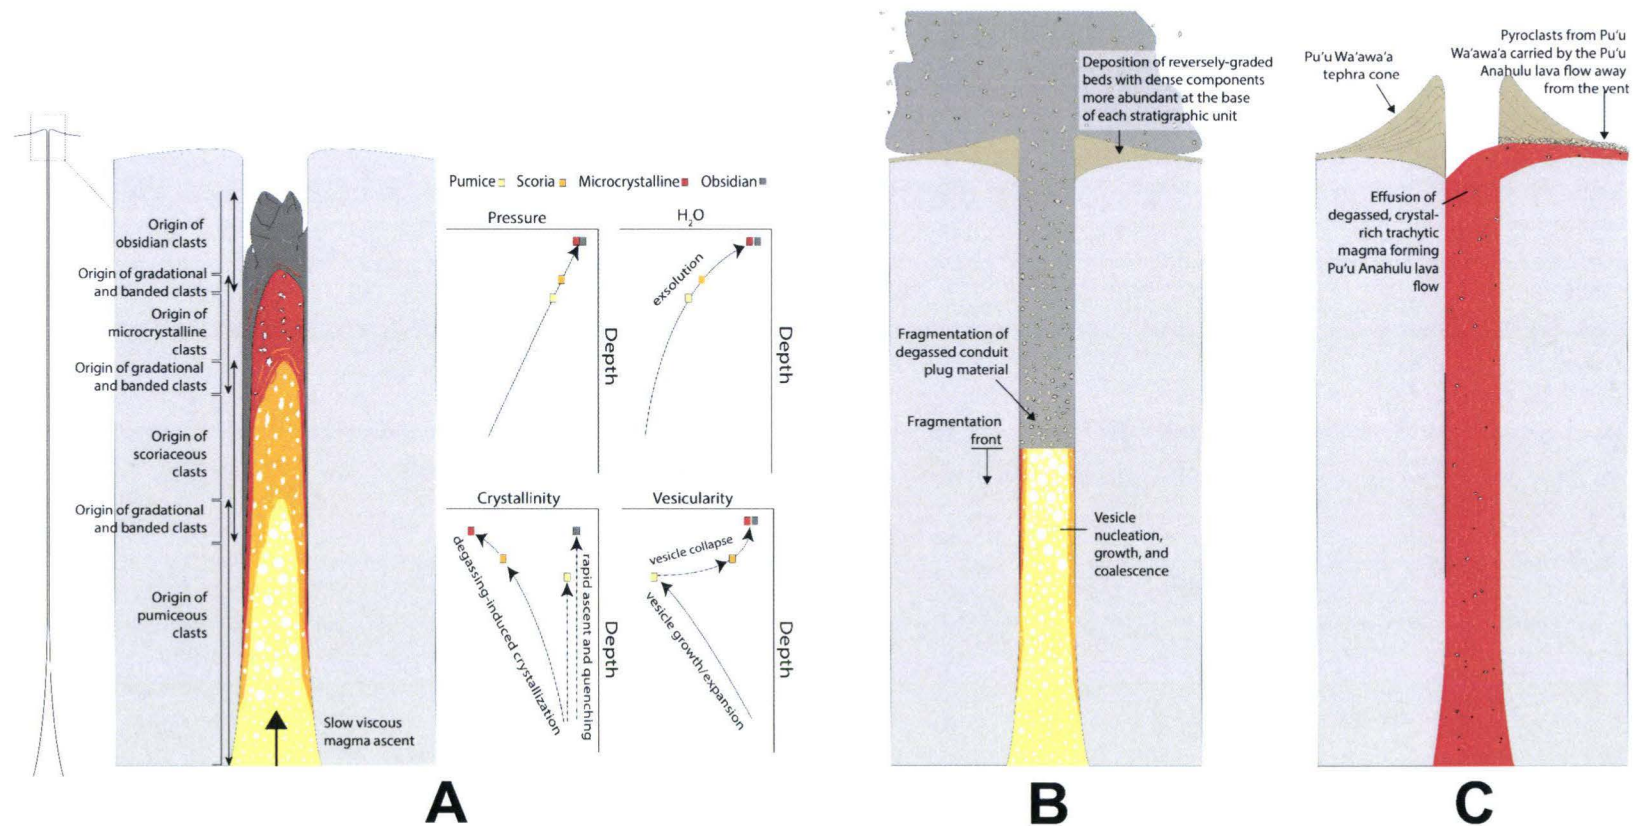 Origin of
obsidian clasts
Origin of gradational
and banded clasts
Origin of
microcrystalline
clasts
Origin of gradational
and banded clasts
Origin of
scoriaceous
clasts
Origin of gradational
and banded clasts
Origin of
pumiceous
clasts
Slow viscous
magma ascent
Pumice Scoria Microcrystalline Obsidian
Pressure
Depth
H2O
exsolution
Depth
Crystallinity
degassing-induced crystallization
rapid ascent and quenching
Depth
Vesicularity
vesicle collapse
vesicle growth/expansion
Depth
A
Deposition of reversely-graded
beds with dense components
more abundant at the base
of each stratigraphic unit
Fragmentation of
degassed conduit
plug material
Fragmentation
front
Vesicle
nucleation,
growth, and
coalescence
B
Pu'u Wa'awa'a
tephra cone
Pyroclasts from Pu'u
Wa'awa'a carried by the Pu'u
Anahulu lava flow away
from the vent
Effusion of
degassed, crystal-
rich trachytic
magma forming
Pu'u Anahulu lava
flow
C